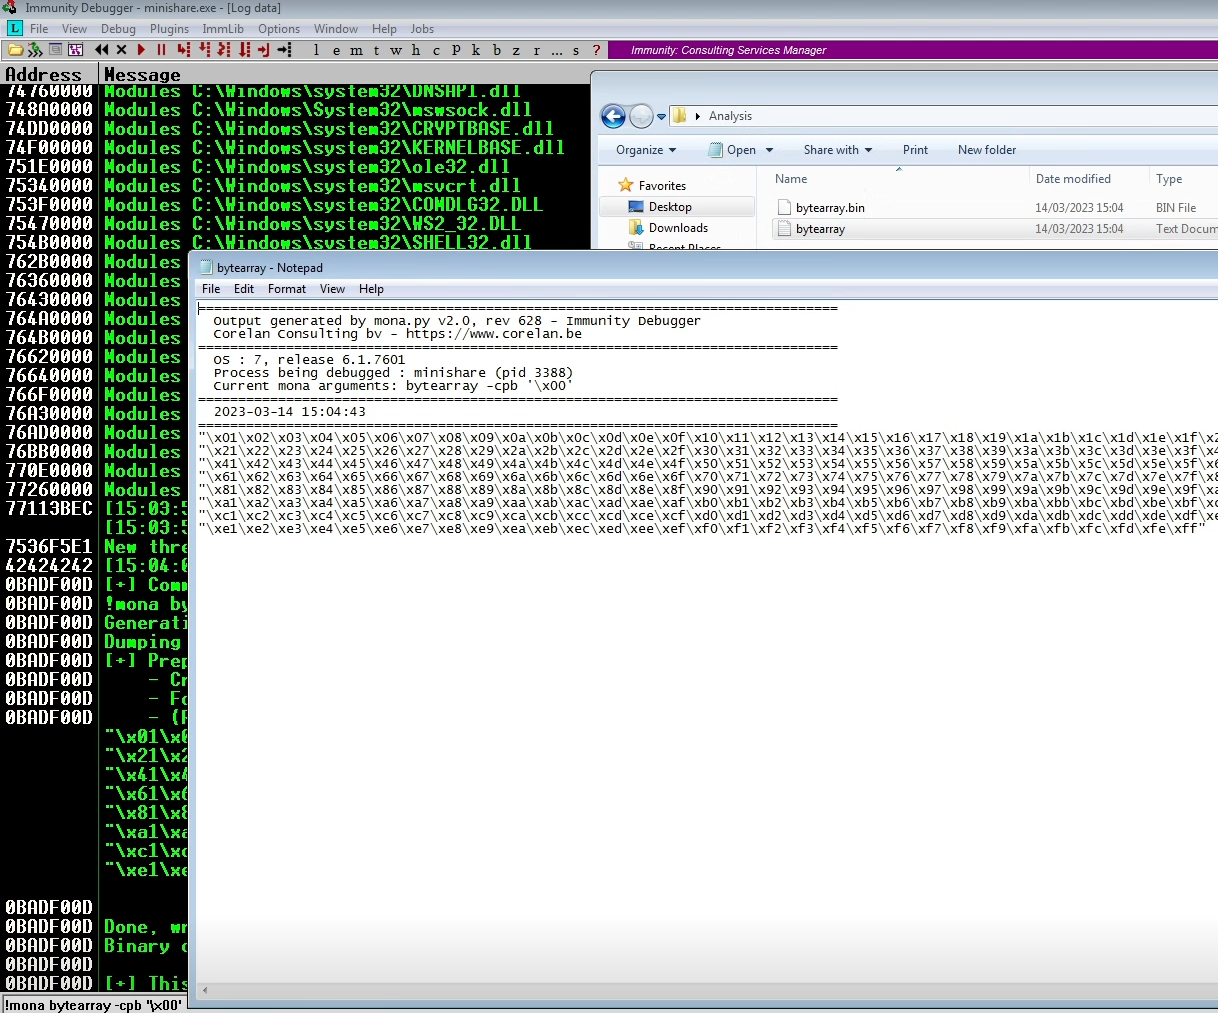 Immunity Debugger - minishare.exe - [Log data]
L File View Debug Plugins ImmLib Options Window Help Jobs
l e m t w h c P k b z r ... s ? Immunity: Consulting Services Manager
Address Message
74760000 Modules C:\Windows\system32\DNSAPI.dll
748A0000 Modules C:\Windows\System32\mswsock.dll
74DD0000 Modules C:\Windows\system32\CRYPTBASE.dll
74F00000 Modules C:\Windows\system32\KERNELBASE.dll
751E0000 Modules C:\Windows\system32\ole32.dll
75340000 Modules C:\Windows\system32\msvcrt.dll
753F0000 Modules C:\Windows\system32\COMDLG32.DLL
75470000 Modules C:\Windows\system32\WS2_32.DLL
754B0000 Modules C:\Windows\system32\SHELL32.dll
762B0000 Modules
76360000 Modules
76430000 Modules
764A0000 Modules
764B0000 Modules
76620000 Modules
76640000 Modules
766F0000 Modules
76A30000 Modules
76AD0000 Modules
76BB0000 Modules
770E0000 Modules
77260000 Modules
77113BEC [15:03:5
[15:03:5
7536F5E1 New thre
42424242 [15:04:0
0BADF00D [+] Comm
0BADF00D !mona by
0BADF00D Generati
0BADF00D Dumping
0BADF00D [+] Prep
0BADF00D - Cr
0BADF00D - Fo
0BADF00D - (R
"\x01\x0
"\x21\x2
"\x41\x4
"\x61\x6
"\x81\x8
"\xa1\xa
"\xc1\xc
"\xe1\xe
0BADF00D
0BADF00D Done, wr
0BADF00D Binary o
0BADF00D
0BADF00D [+] This
!mona bytearray -cpb '\x00'
Analysis
Organize Open Share with Print New folder
Favorites
Desktop
Downloads
Recent Places
Name Date modified Type
bytearray.bin 14/03/2023 15:04 BIN File
bytearray 14/03/2023 15:04 Text Docum
bytearray - Notepad
File Edit Format View Help
================================================================================
Output generated by mona.py v2.0, rev 628 - Immunity Debugger
Corelan Consulting bv - https://www.corelan.be
================================================================================
OS : 7, release 6.1.7601
Process being debugged : minishare (pid 3388)
Current mona arguments: bytearray -cpb '\x00'
================================================================================
2023-03-14 15:04:43
================================================================================
"\x01\x02\x03\x04\x05\x06\x07\x08\x09\x0a\x0b\x0c\x0d\x0e\x0f\x10\x11\x12\x13\x14\x15\x16\x17\x18\x19\x1a\x1b\x1c\x1d\x1e\x1f\x2
"\x21\x22\x23\x24\x25\x26\x27\x28\x29\x2a\x2b\x2c\x2d\x2e\x2f\x30\x31\x32\x33\x34\x35\x36\x37\x38\x39\x3a\x3b\x3c\x3d\x3e\x3f\x4
"\x41\x42\x43\x44\x45\x46\x47\x48\x49\x4a\x4b\x4c\x4d\x4e\x4f\x50\x51\x52\x53\x54\x55\x56\x57\x58\x59\x5a\x5b\x5c\x5d\x5e\x5f\x6
"\x61\x62\x63\x64\x65\x66\x67\x68\x69\x6a\x6b\x6c\x6d\x6e\x6f\x70\x71\x72\x73\x74\x75\x76\x77\x78\x79\x7a\x7b\x7c\x7d\x7e\x7f\x8
"\x81\x82\x83\x84\x85\x86\x87\x88\x89\x8a\x8b\x8c\x8d\x8e\x8f\x90\x91\x92\x93\x94\x95\x96\x97\x98\x99\x9a\x9b\x9c\x9d\x9e\x9f\xa
"\xa1\xa2\xa3\xa4\xa5\xa6\xa7\xa8\xa9\xaa\xab\xac\xad\xae\xaf\xb0\xb1\xb2\xb3\xb4\xb5\xb6\xb7\xb8\xb9\xba\xbb\xbc\xbd\xbe\xbf\xc
"\xc1\xc2\xc3\xc4\xc5\xc6\xc7\xc8\xc9\xca\xcb\xcc\xcd\xce\xcf\xd0\xd1\xd2\xd3\xd4\xd5\xd6\xd7\xd8\xd9\xda\xdb\xdc\xdd\xde\xdf\xe
"\xe1\xe2\xe3\xe4\xe5\xe6\xe7\xe8\xe9\xea\xeb\xec\xed\xee\xef\xf0\xf1\xf2\xf3\xf4\xf5\xf6\xf7\xf8\xf9\xfa\xfb\xfc\xfd\xfe\xff"